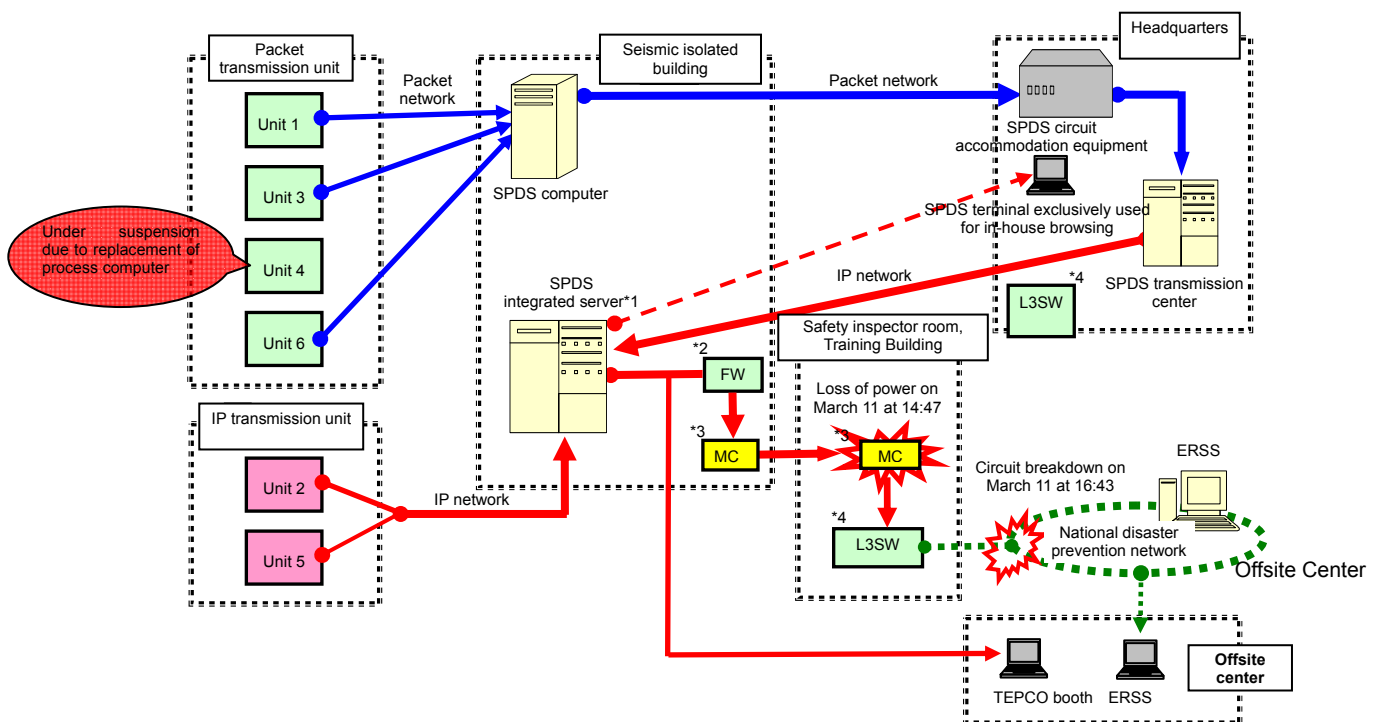 Packet
transmission unit
Unit 1
Unit 3
Unit 4
Unit 6
Under suspension
due to replacement of
process computer
IP transmission unit
Unit 2
Unit 5
Packet
network
IP network
Seismic isolated
building
SPDS computer
SPDS
integrated server*1
*2
FW
*3
MC
Packet network
Headquarters
SPDS circuit
accommodation equipment
SPDS terminal exclusively used
for in-house browsing
IP network
*4
L3SW
SPDS transmission
center
Safety inspector room,
Training Building
Loss of power on
March 11 at 14:47
*3
MC
*4
L3SW
Circuit breakdown on
March 11 at 16:43
ERSS
National disaster
prevention network
Offsite Center
TEPCO booth
ERSS
Offsite
center